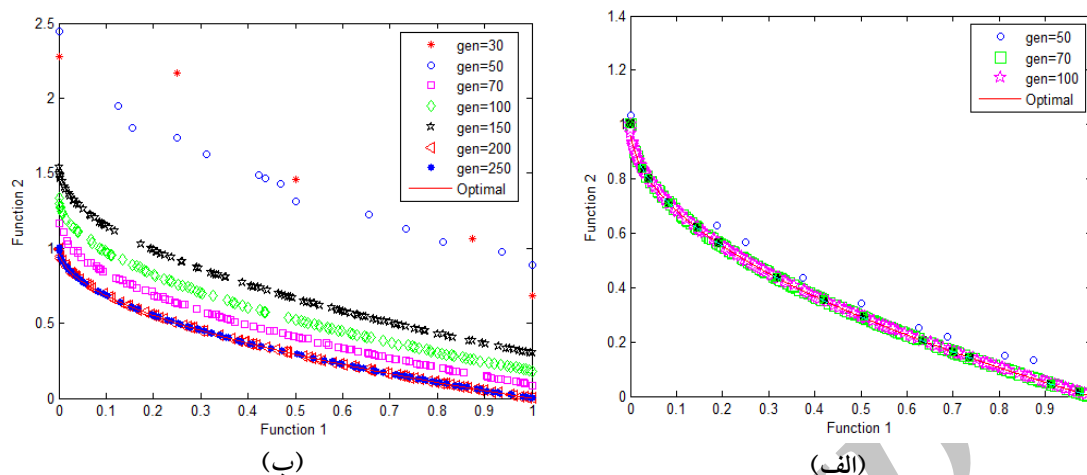 2.5
2
1.5
1
0.5
0
Function 2
0 0.1 0.2 0.3 0.4 0.5 0.6 0.7 0.8 0.9 1
Function 1
gen=30
gen=50
gen=70
gen=100
gen=150
gen=200
gen=250
Optimal
(ب)
1.4
1.2
1
0.8
0.6
0.4
0.2
0
Function 2
0 0.1 0.2 0.3 0.4 0.5 0.6 0.7 0.8 0.9
Function 1
gen=50
gen=70
gen=100
Optimal
(الف)